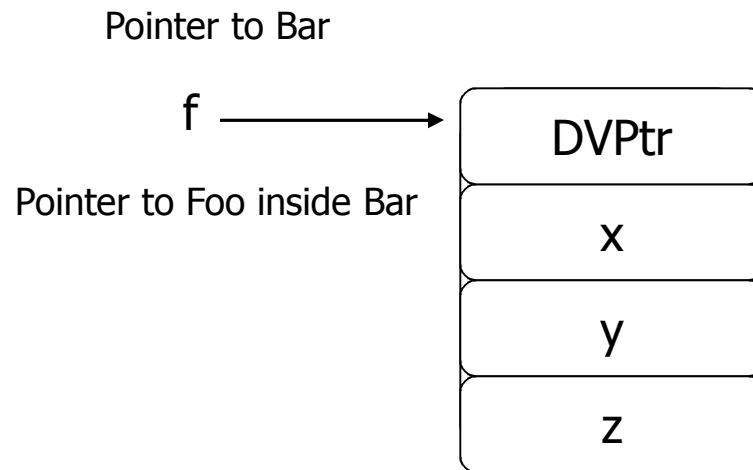 Pointer to Bar
f
DVPtr
Pointer to Foo inside Bar
x
y
z